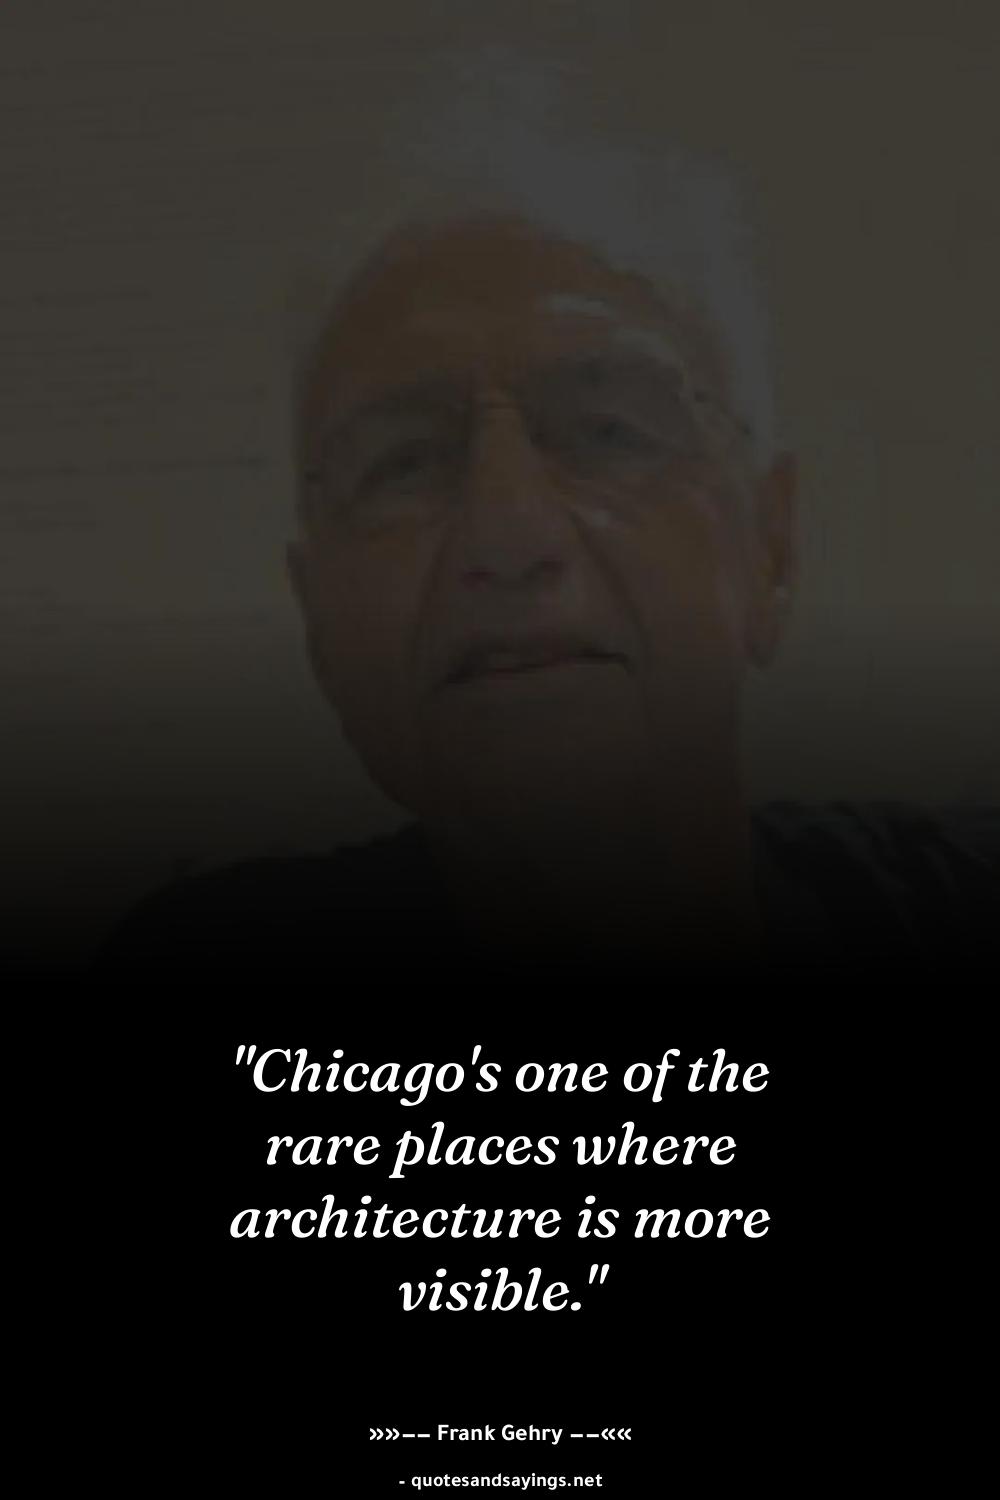 "Chicago's one of the
rare places where
architecture is more
visible."
»»−− Frank Gehry −−««
- quotesandsayings.net